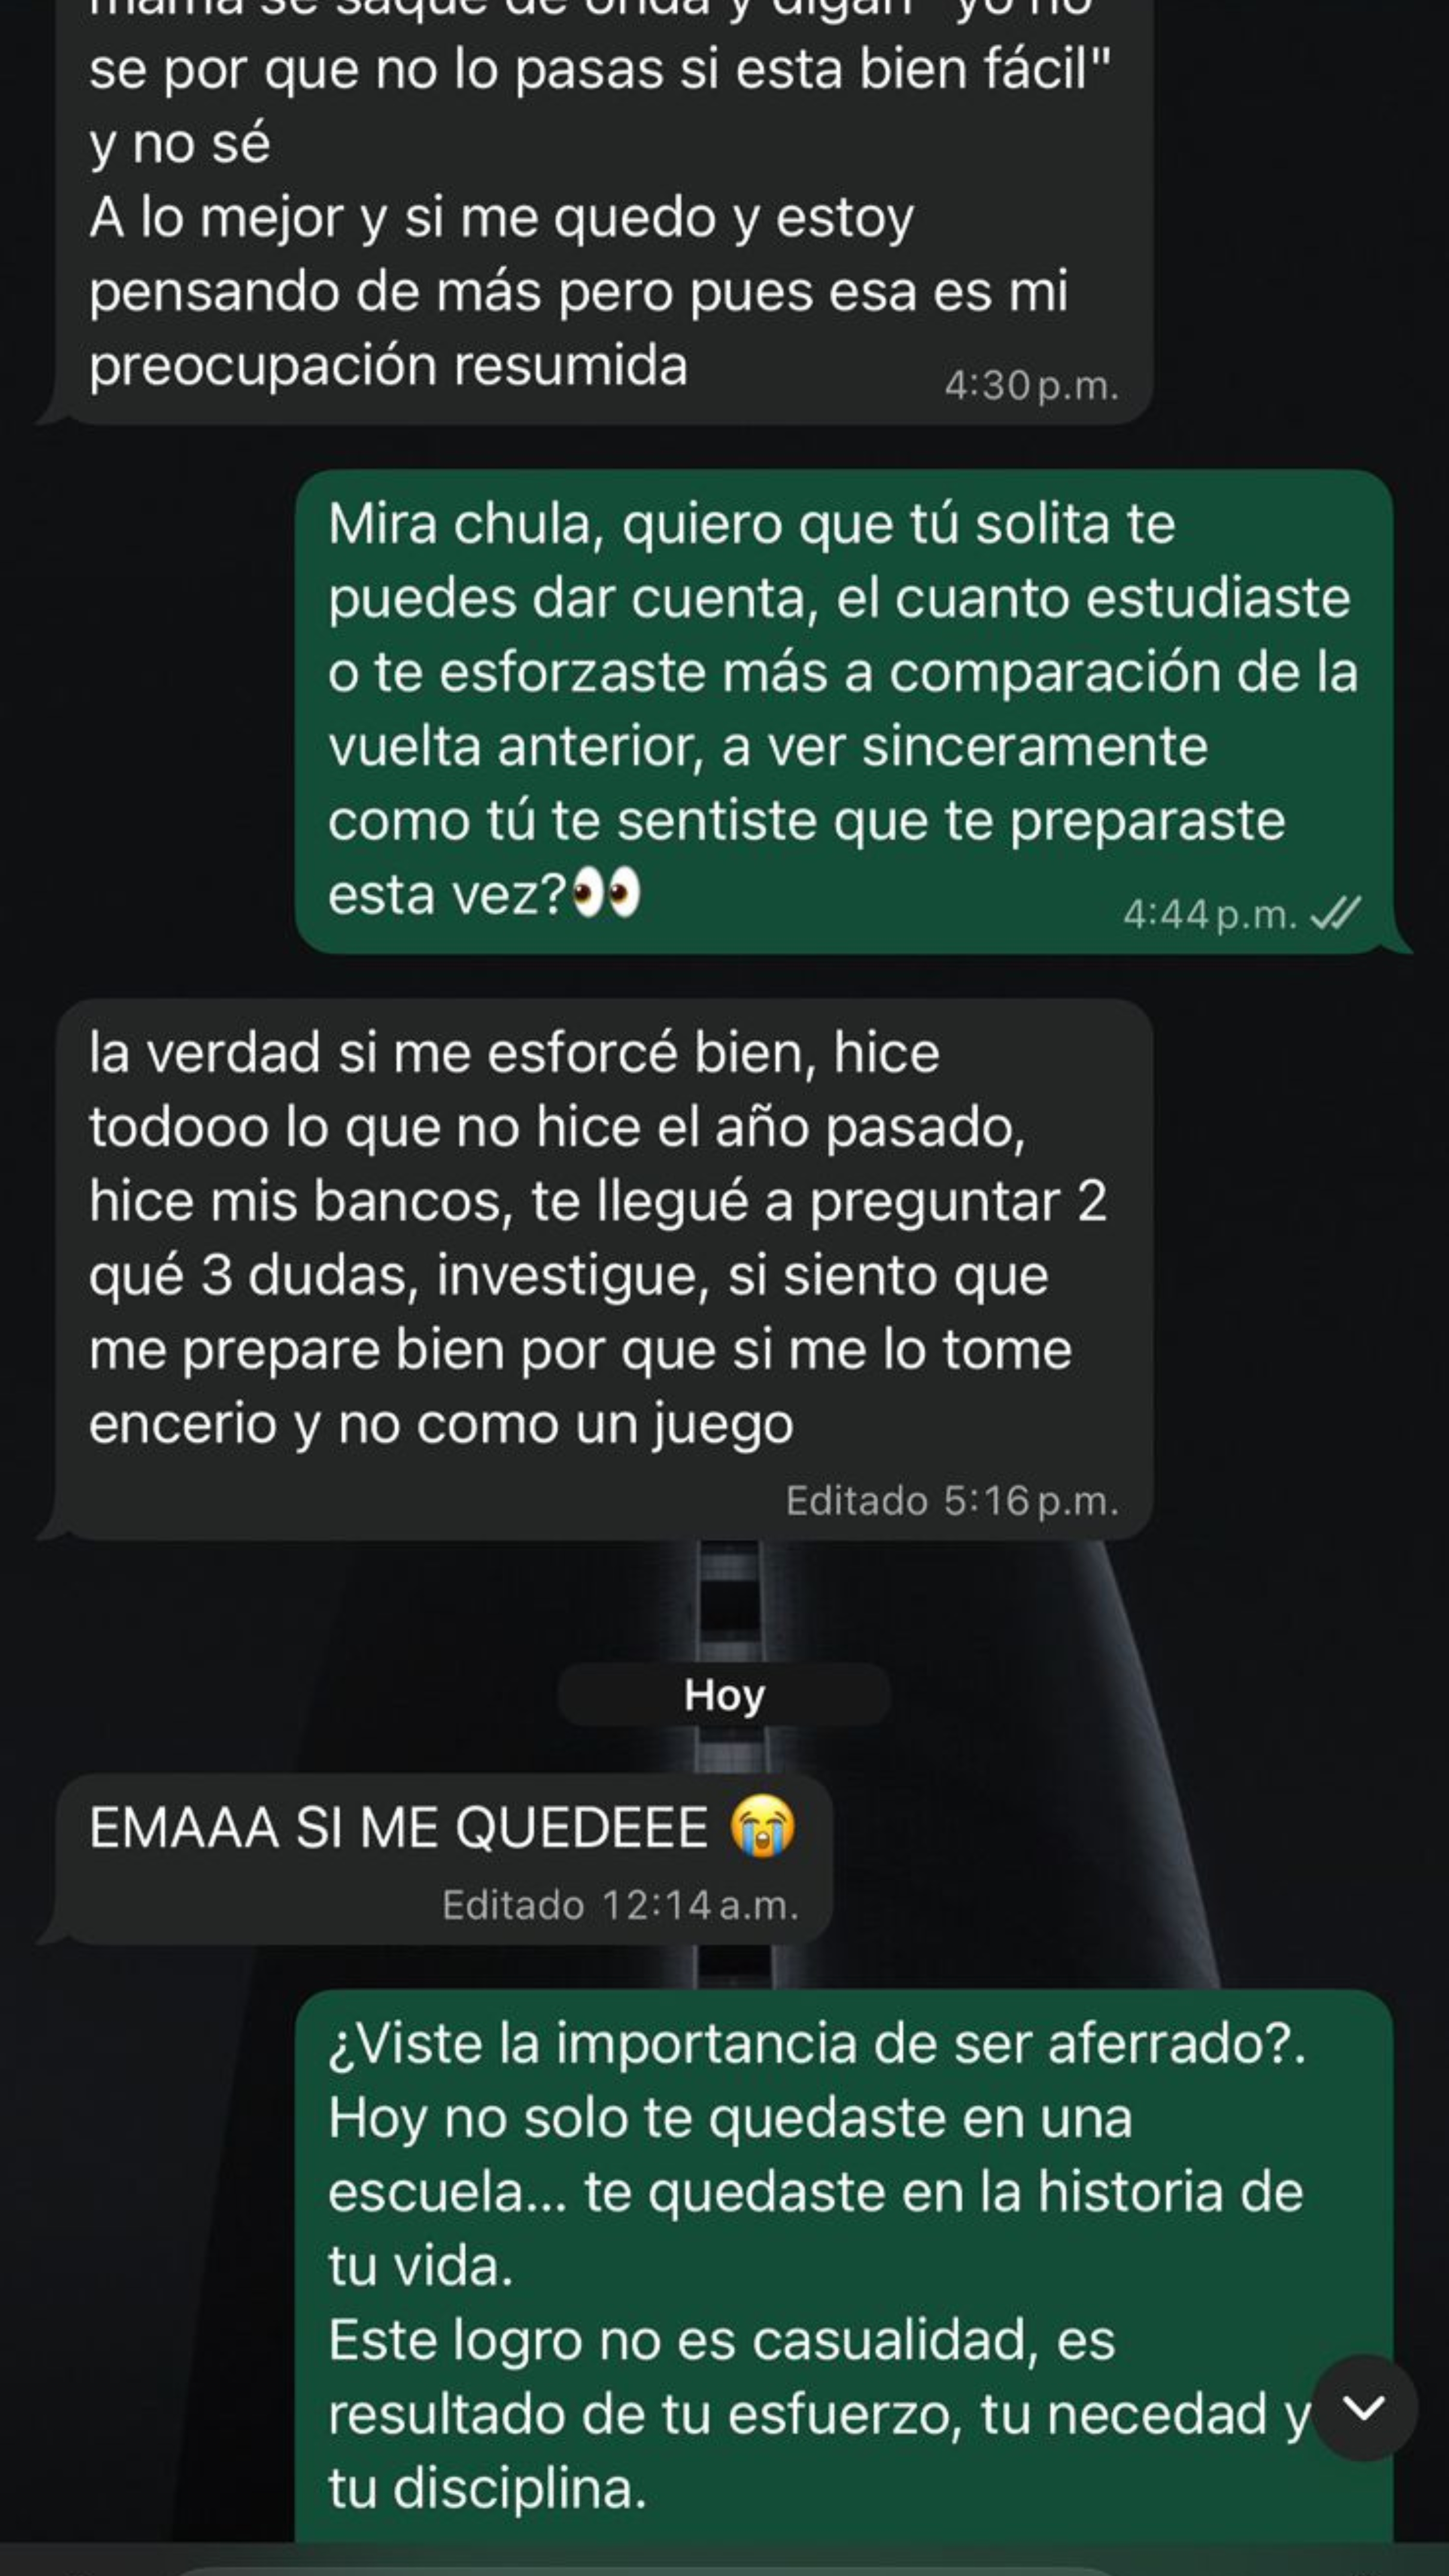 mamá se saque de onda y digan "yo no
se por que no lo pasas si esta bien fácil"
y no sé
A lo mejor y si me quedo y estoy
pensando de más pero pues esa es mi
preocupación resumida
4:30 p.m.
Mira chula, quiero que tú solita te
puedes dar cuenta, el cuanto estudiaste
o te esforzaste más a comparación de la
vuelta anterior, a ver sinceramente
como tú te sentiste que te preparaste
esta vez?👀
4:44 p.m.
la verdad si me esforcé bien, hice
todooo lo que no hice el año pasado,
hice mis bancos, te llegué a preguntar 2
qué 3 dudas, investigue, si siento que
me prepare bien por que si me lo tome
encerio y no como un juego
Editado 5:16 p.m.
Hoy
EMAAA SI ME QUEDEEE 😭
Editado 12:14 a.m.
¿Viste la importancia de ser aferrado?.
Hoy no solo te quedaste en una
escuela... te quedaste en la historia de
tu vida.
Este logro no es casualidad, es
resultado de tu esfuerzo, tu necedad y
tu disciplina.